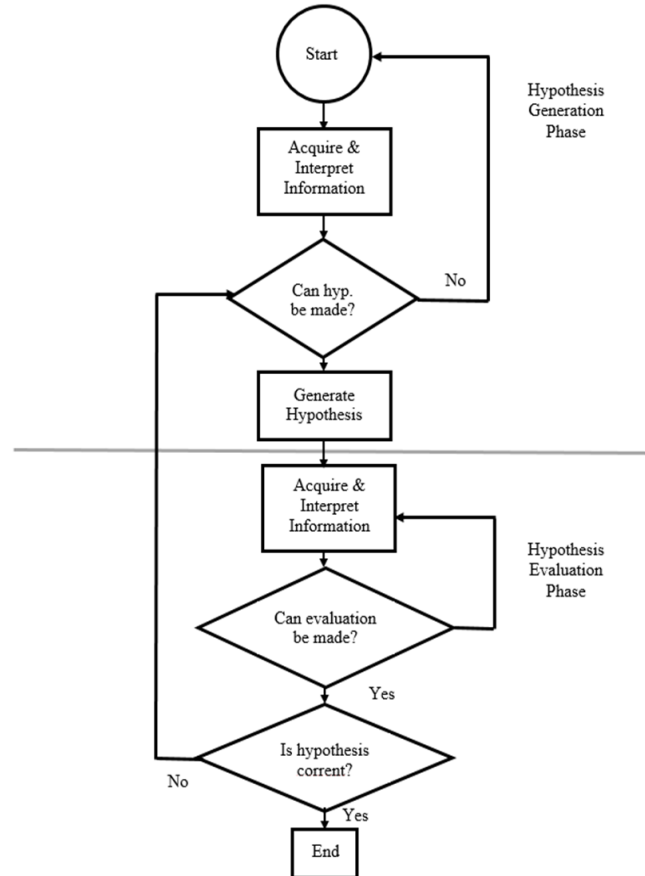 Start
Hypothesis
Generation
Phase
Acquire &
Interpret
Information
Can hyp.
be made?
No
Generate
Hypothesis
Acquire &
Interpret
Information
Hypothesis
Evaluation
Phase
Can evaluation
be made?
Yes
Is hypothesis
corrent?
No
Yes
End